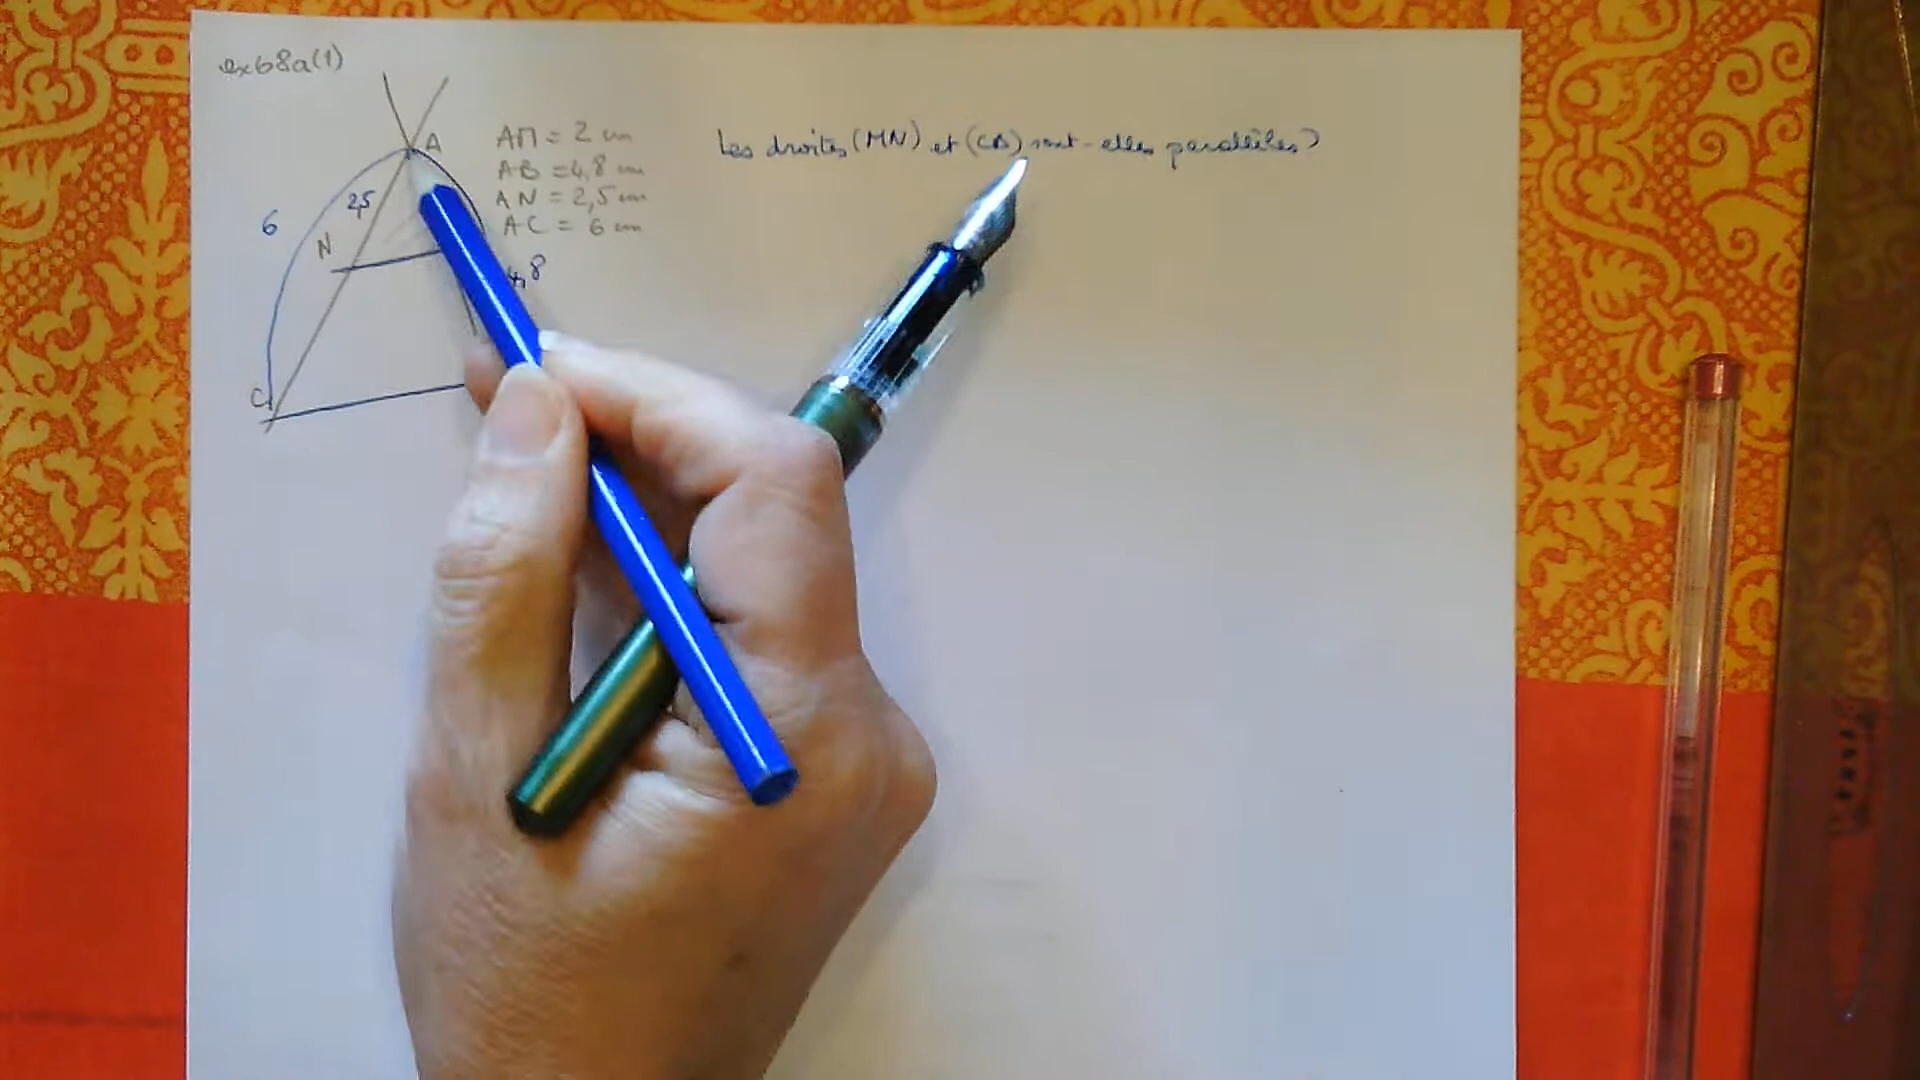 ex68a(1)
A
AM = 2 cm
AB = 4,8 cm
AN = 2,5 cm
AC = 6 cm
Les droites (MN) et (CB) sont-elles parallèles ?
6
2,5
N
4,8
C